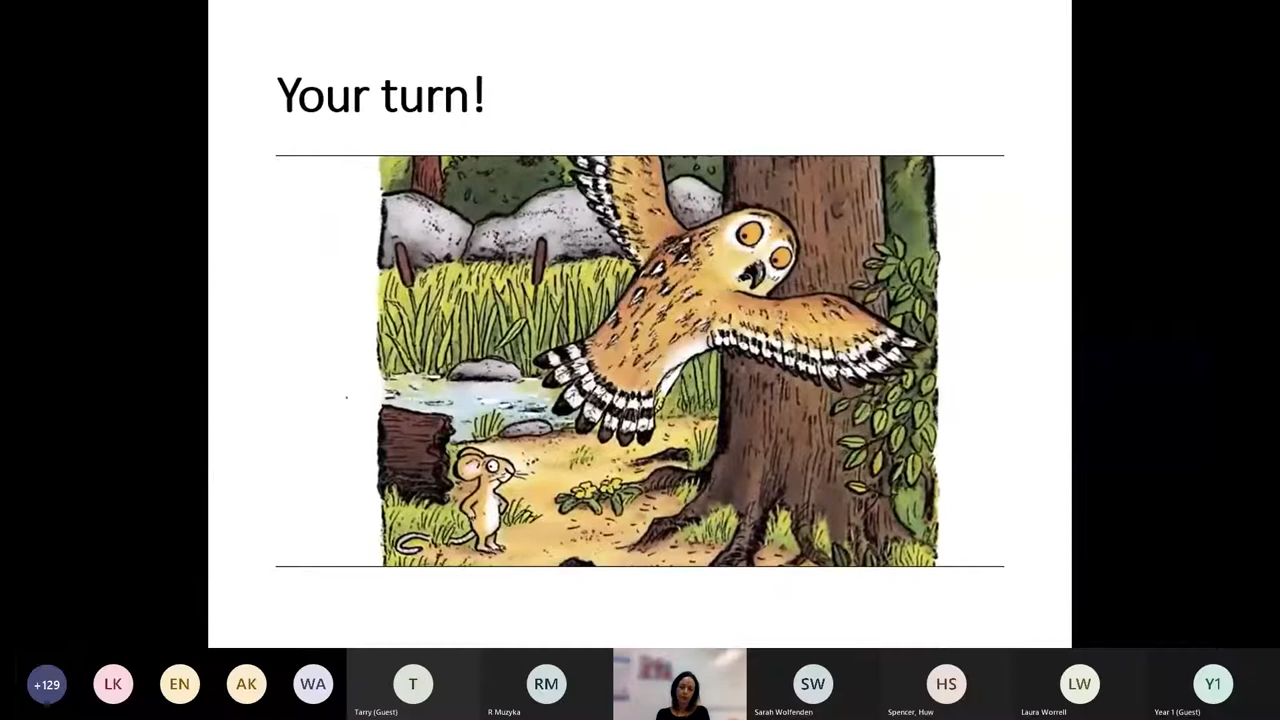 Your turn!
+129 LK EN AK WA T RM SW HS LW Y1
Tarry (Guest) R Muzyka Sarah Wolfenden Spencer, Huw Laura Worrell Year 1 (Guest)